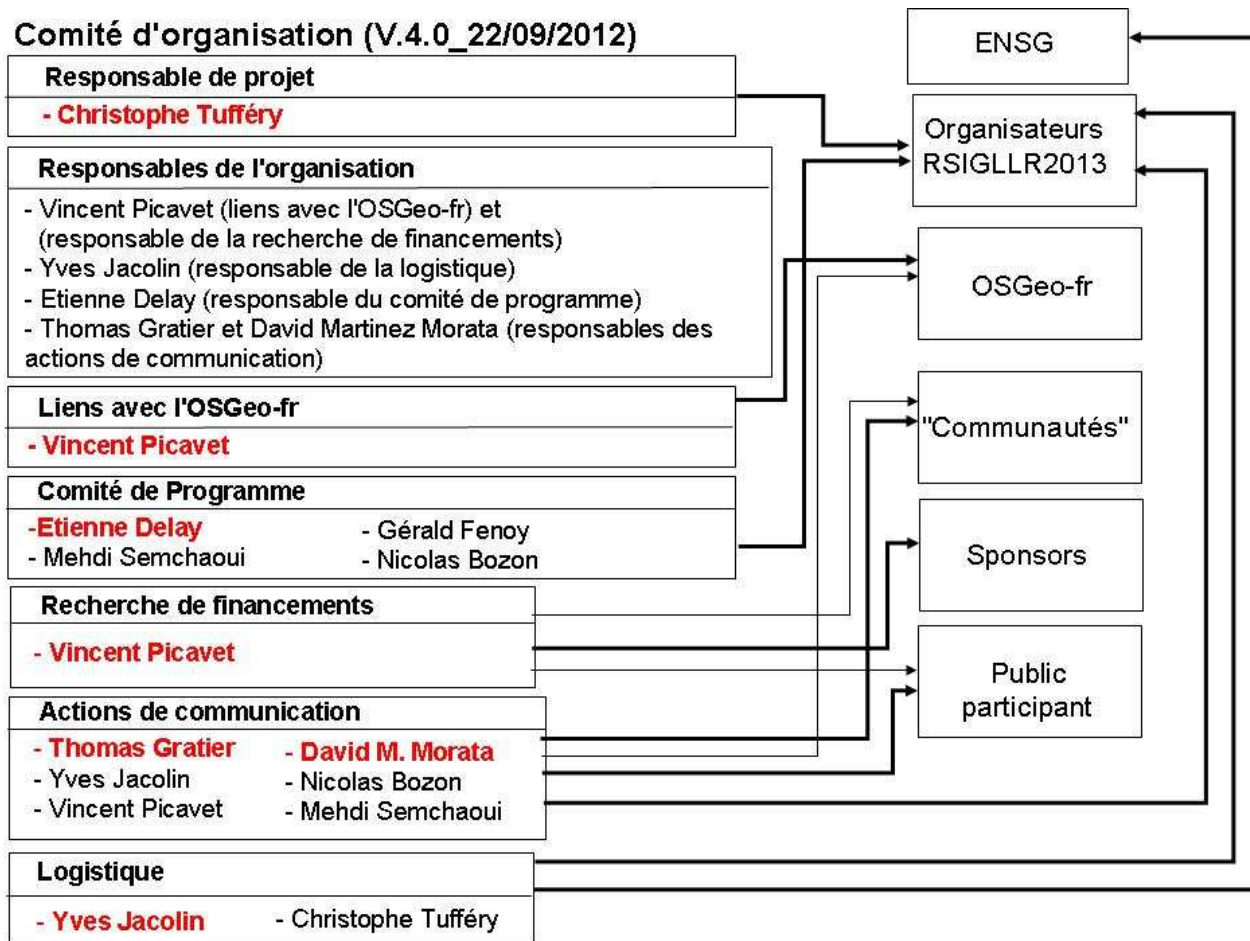 Comité d'organisation (V.4.0_22/09/2012)
Responsable de projet
- Christophe Tufféry
Responsables de l'organisation
- Vincent Picavet (liens avec l'OSGeo-fr) et
(responsable de la recherche de financements)
- Yves Jacolin (responsable de la logistique)
- Etienne Delay (responsable du comité de programme)
- Thomas Gratier et David Martinez Morata (responsables des
actions de communication)
Liens avec l'OSGeo-fr
- Vincent Picavet
Comité de Programme
-Etienne Delay
- Gérald Fenoy
- Mehdi Semchaoui
- Nicolas Bozon
Recherche de financements
- Vincent Picavet
Actions de communication
- Thomas Gratier
- David M. Morata
- Yves Jacolin
- Nicolas Bozon
- Vincent Picavet
- Mehdi Semchaoui
Logistique
- Yves Jacolin
- Christophe Tufféry
ENSG
Organisateurs
RSIGLLR2013
OSGeo-fr
"Communautés"
Sponsors
Public
participant